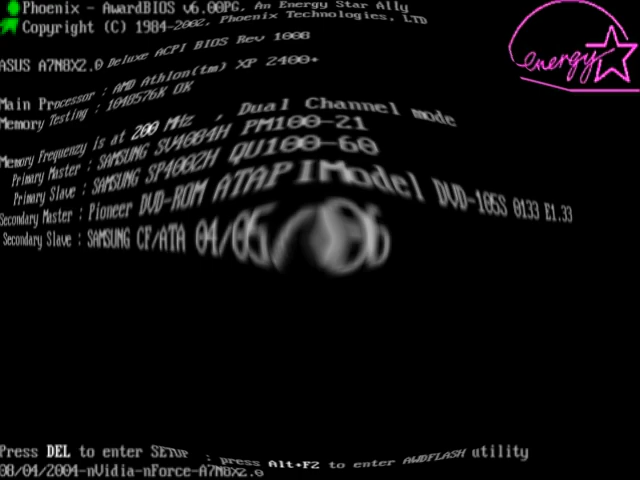 Phoenix - AwardBIOS v6.00PG, An Energy Star Ally
Copyright (C) 1984-2002, Phoenix Technologies, LTD
energy
ASUS A7N8X2.0 Deluxe ACPI BIOS Rev 1008
Main Processor : AMD Athlon(tm) XP 2400+
Memory Testing : 1048576K OK
Memory Frequenzy is at 200 MHz , Dual Channel mode
Primary Master : SAMSUNG SV4084H PM100-21
Primary Slave : SAMSUNG SP4002H QU100-60
Secondary Master : Pioneer DVD-ROM ATAPIModel DVD-105S 0133 E1.33
Secondary Slave : SAMSUNG CF/ATA 04/05/06
Press DEL to enter SETUP : press Alt+F2 to enter AWDFLASH utility
08/04/2004-nVidia-nForce-A7N8X2.0